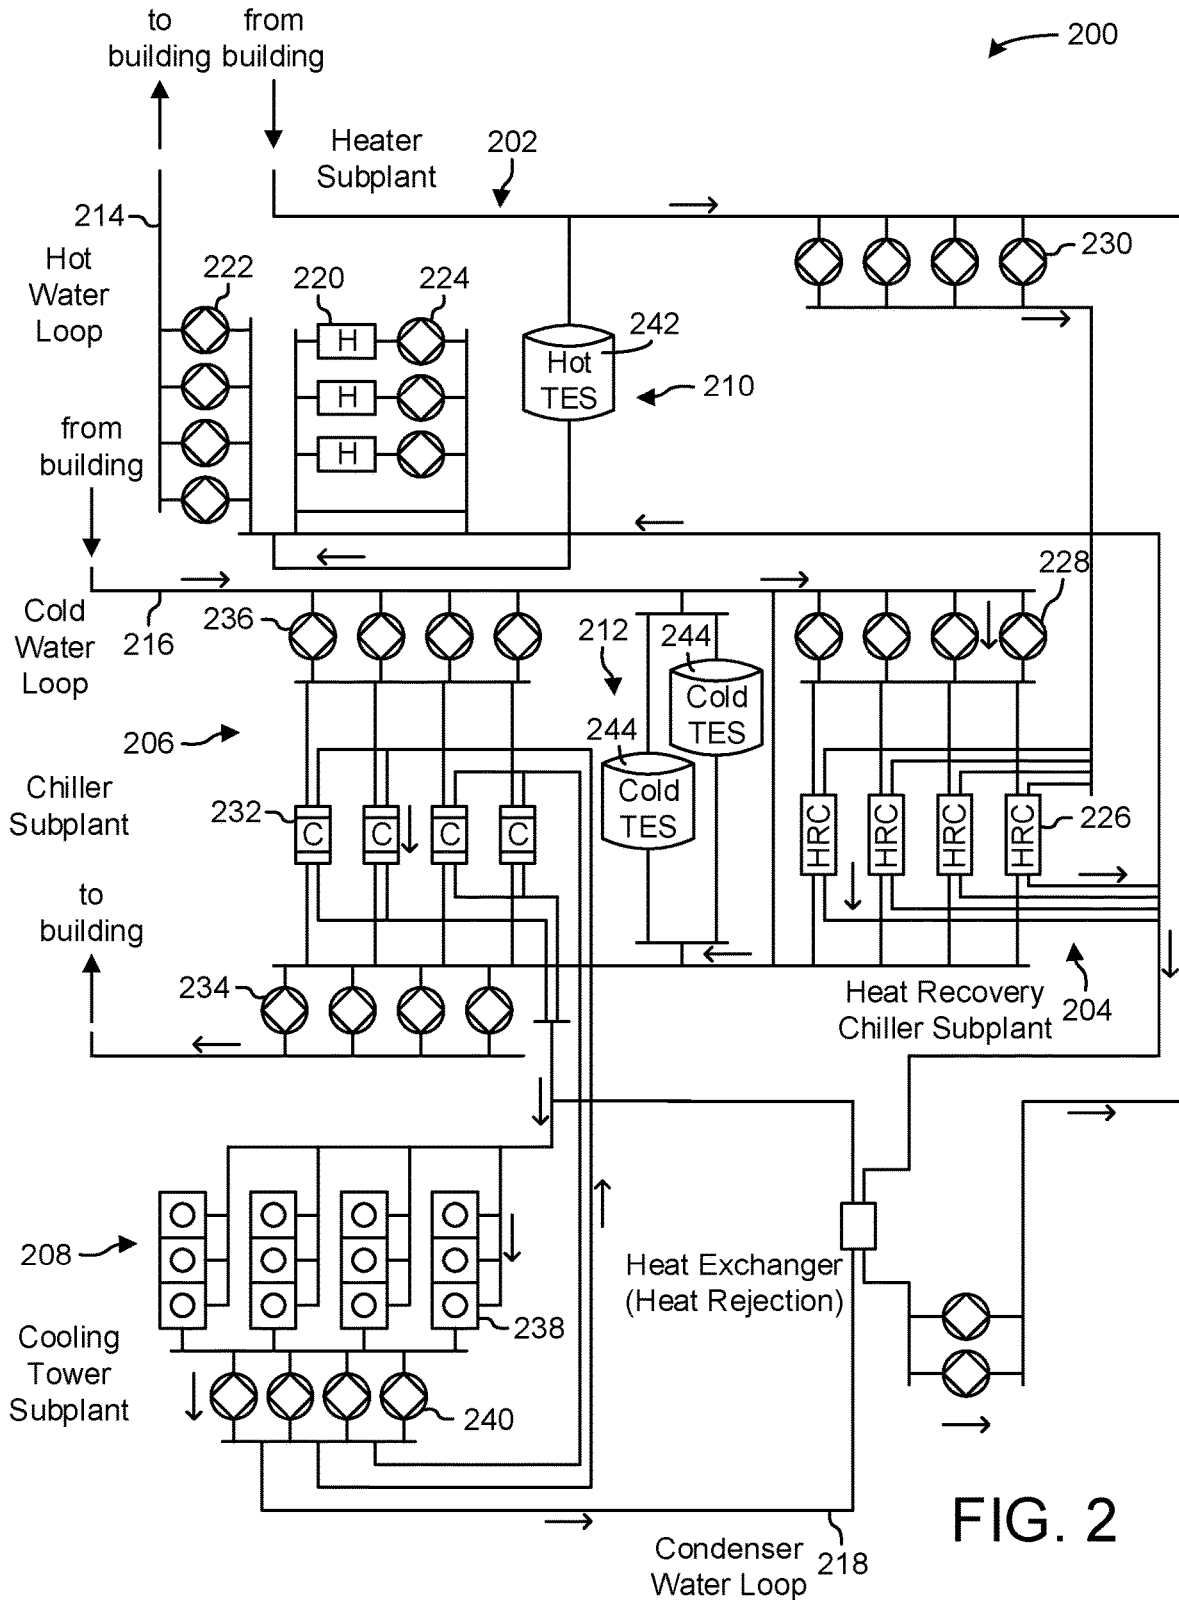 to
building
from
building
200
Heater
Subplant
202
214
Hot
Water
Loop
222
220
224
230
H
H
H
Hot
TES
242
210
from
building
Cold
Water
Loop
216
236
212
244
Cold
TES
244
Cold
TES
228
206
Chiller
Subplant
232
C
C
C
C
HRC
HRC
HRC
HRC
226
to
building
234
Heat Recovery
Chiller Subplant
204
208
238
Cooling
Tower
Subplant
240
Heat Exchanger
(Heat Rejection)
Condenser
Water Loop
218
FIG. 2